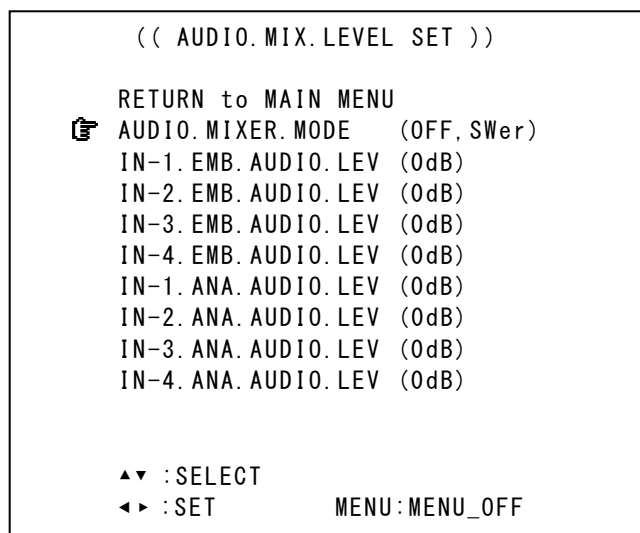 (( AUDIO.MIX.LEVEL SET ))
RETURN to MAIN MENU
☞ AUDIO.MIXER.MODE (OFF,SWer)
IN-1.EMB.AUDIO.LEV (0dB)
IN-2.EMB.AUDIO.LEV (0dB)
IN-3.EMB.AUDIO.LEV (0dB)
IN-4.EMB.AUDIO.LEV (0dB)
IN-1.ANA.AUDIO.LEV (0dB)
IN-2.ANA.AUDIO.LEV (0dB)
IN-3.ANA.AUDIO.LEV (0dB)
IN-4.ANA.AUDIO.LEV (0dB)
▲▼ :SELECT
◄► :SET MENU:MENU_OFF